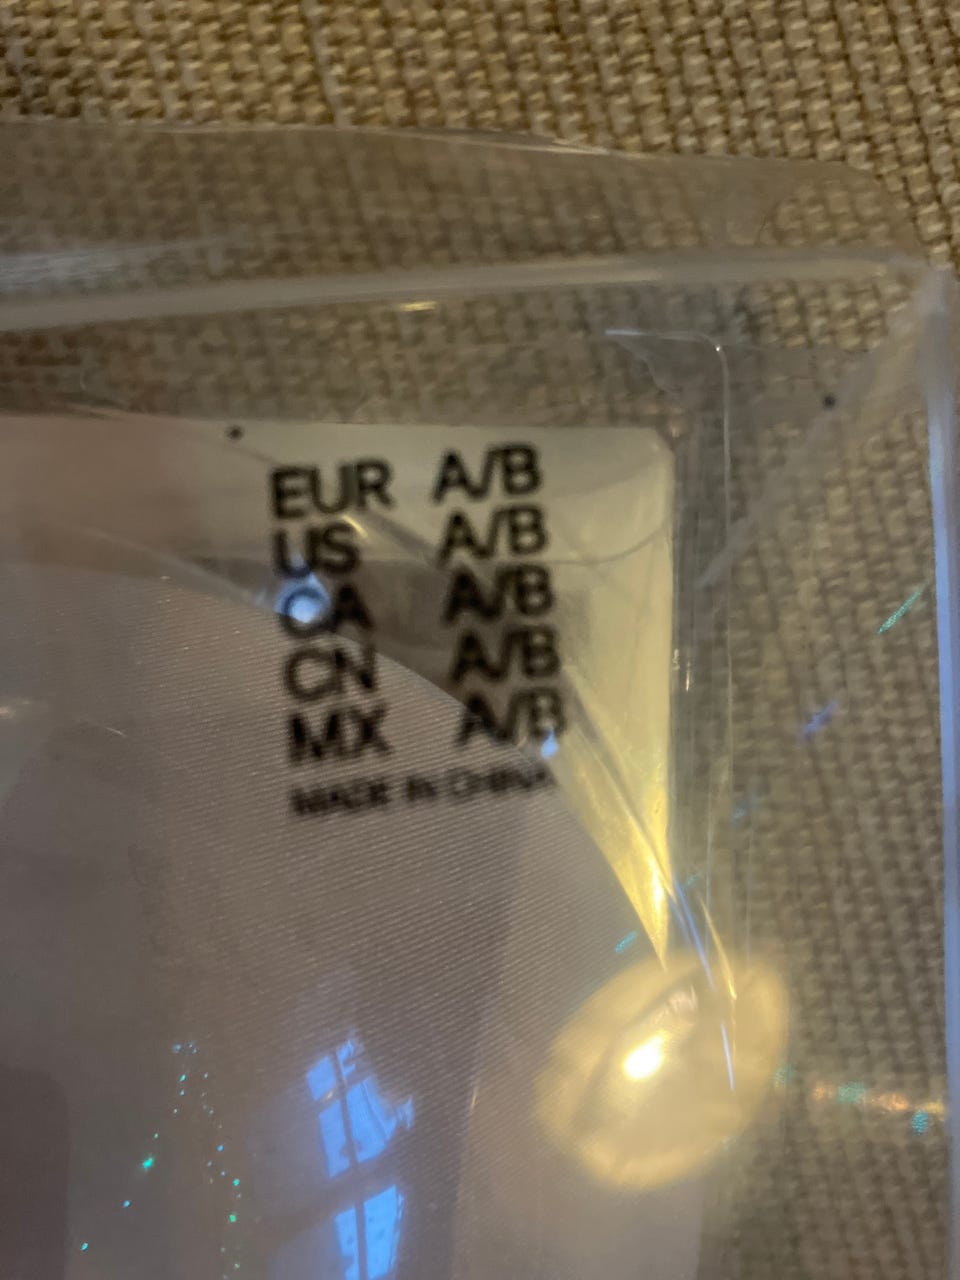 EUR A/B
US A/B
CA A/B
CN A/B
MX A/B
MADE IN CHINA